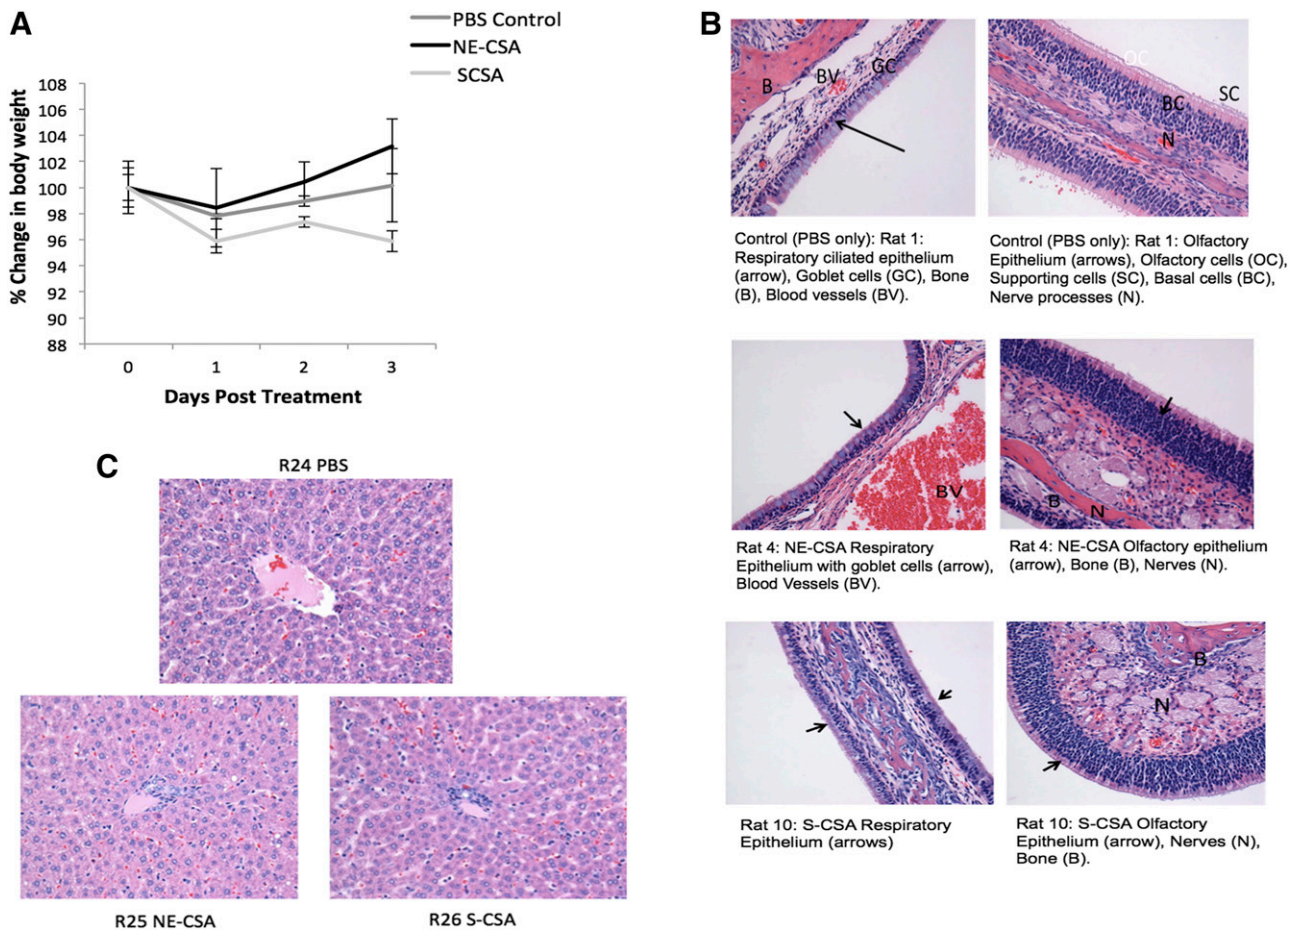 A
PBS Control
NE-CSA
SCSA
% Change in body weight
108
106
104
102
100
98
96
94
92
90
88
0 1 2 3
Days Post Treatment
B
B BV GC
OC SC BC N
Control (PBS only): Rat 1:
Respiratory ciliated epithelium
(arrow), Goblet cells (GC), Bone
(B), Blood vessels (BV).
Control (PBS only): Rat 1: Olfactory
Epithelium (arrows), Olfactory cells (OC),
Supporting cells (SC), Basal cells (BC),
Nerve processes (N).
BV
B N
Rat 4: NE-CSA Respiratory
Epithelium with goblet cells (arrow),
Blood Vessels (BV).
Rat 4: NE-CSA Olfactory epithelium
(arrow), Bone (B), Nerves (N).
B
N
Rat 10: S-CSA Respiratory
Epithelium (arrows)
Rat 10: S-CSA Olfactory
Epithelium (arrow), Nerves (N),
Bone (B).
C
R24 PBS
R25 NE-CSA
R26 S-CSA